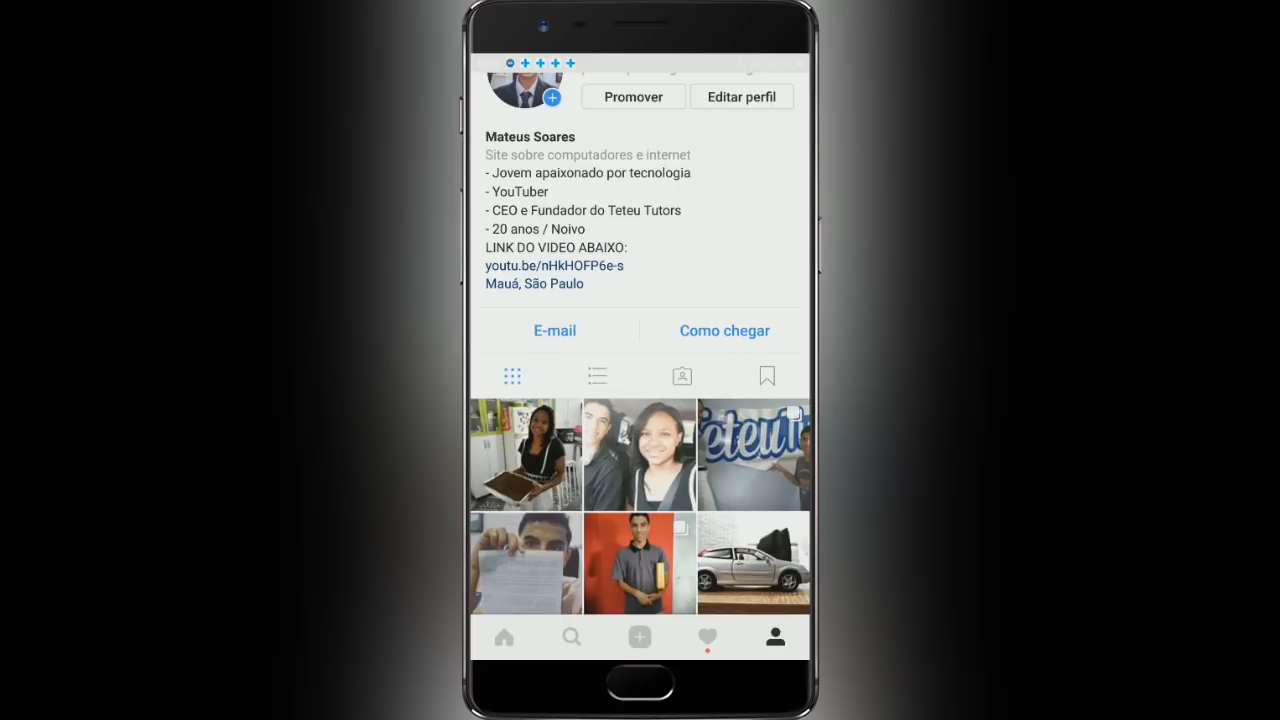 Promover
Editar perfil
Mateus Soares
Site sobre computadores e internet
- Jovem apaixonado por tecnologia
- YouTuber
- CEO e Fundador do Teteu Tutors
- 20 anos / Noivo
LINK DO VIDEO ABAIXO:
youtu.be/nHkHOFP6e-s
Mauá, São Paulo
E-mail
Como chegar